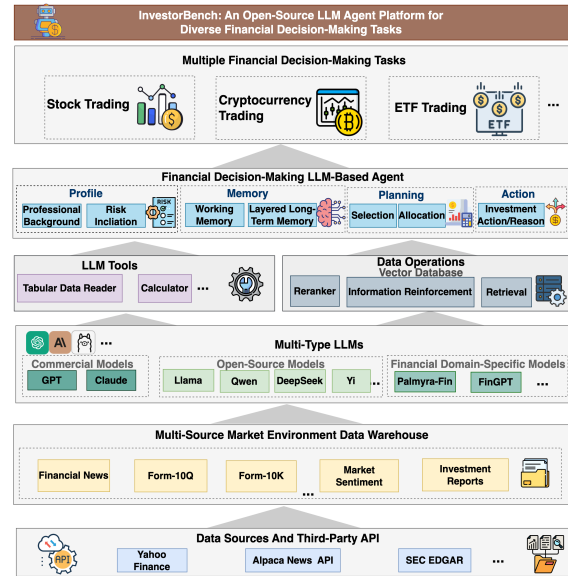 InvestorBench: An Open-Source LLM Agent Platform for
Diverse Financial Decision-Making Tasks
Multiple Financial Decision-Making Tasks
Stock Trading
Cryptocurrency
Trading
ETF Trading
ETF
...
Financial Decision-Making LLM-Based Agent
Profile
Professional
Background
Risk
Incliation
RISK
Memory
Working
Memory
Layered Long-
Term Memory
Planning
Selection
Allocation
Action
Investment
Action/Reason
LLM Tools
Tabular Data Reader
Calculator
...
Data Operations
Vector Database
Reranker
Information Reinforcement
Retrieval
...
Multi-Type LLMs
Commercial Models
GPT
Claude
Open-Source Models
Llama
Qwen
DeepSeek
Yi
..
Financial Domain-Specific Models
Palmyra-Fin
FinGPT
...
Multi-Source Market Environment Data Warehouse
Financial News
Form-10Q
Form-10K
...
Market
Sentiment
Investment
Reports
Data Sources And Third-Party API
API
Yahoo
Finance
Alpaca News API
SEC EDGAR
...